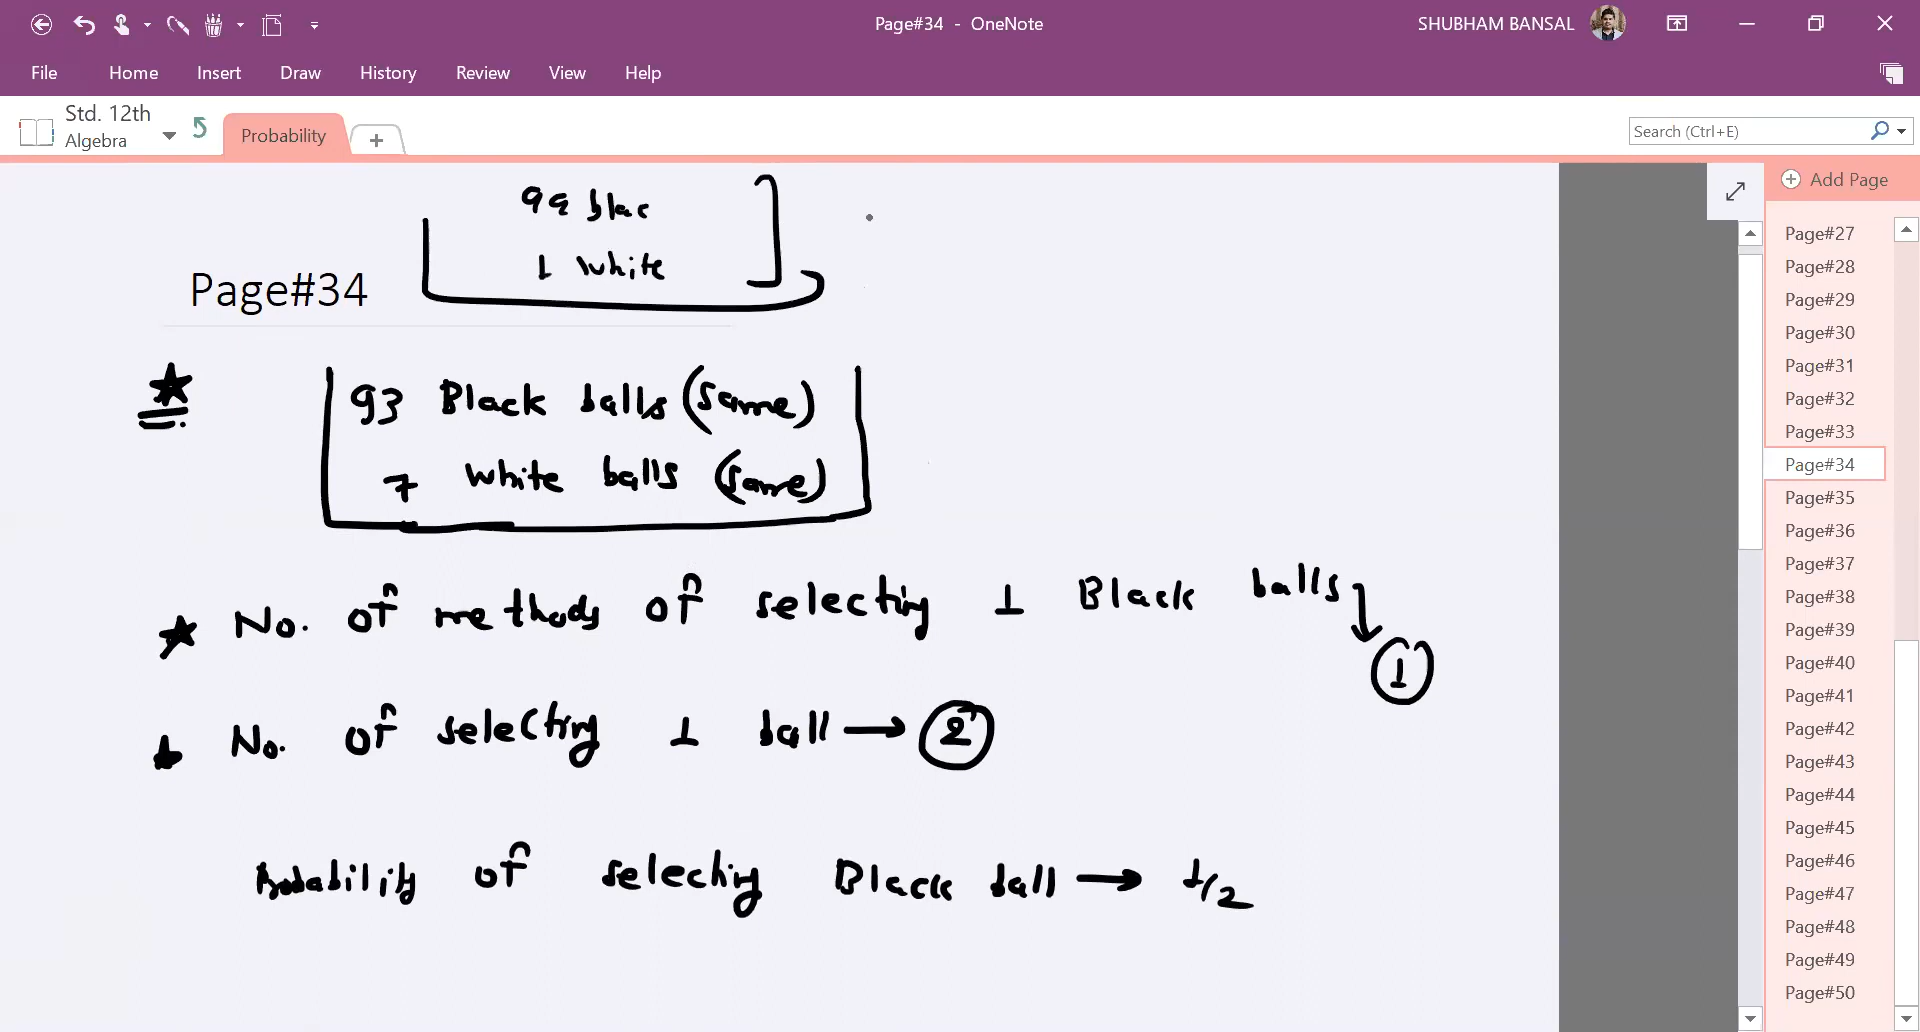 Page#34 - OneNote
SHUBHAM BANSAL
File Home Insert Draw History Review View Help
Std. 12th
Algebra
Probability
+
Search (Ctrl+E)
Add Page
99 blac
1 white
Page#34
93 Black balls (same)
7 white balls (same)
No. of methods of selecting 1 Black balls
1
No. of selecting 1 ball → 2
Probability of selecting Black ball → 1/2
Page#27
Page#28
Page#29
Page#30
Page#31
Page#32
Page#33
Page#34
Page#35
Page#36
Page#37
Page#38
Page#39
Page#40
Page#41
Page#42
Page#43
Page#44
Page#45
Page#46
Page#47
Page#48
Page#49
Page#50